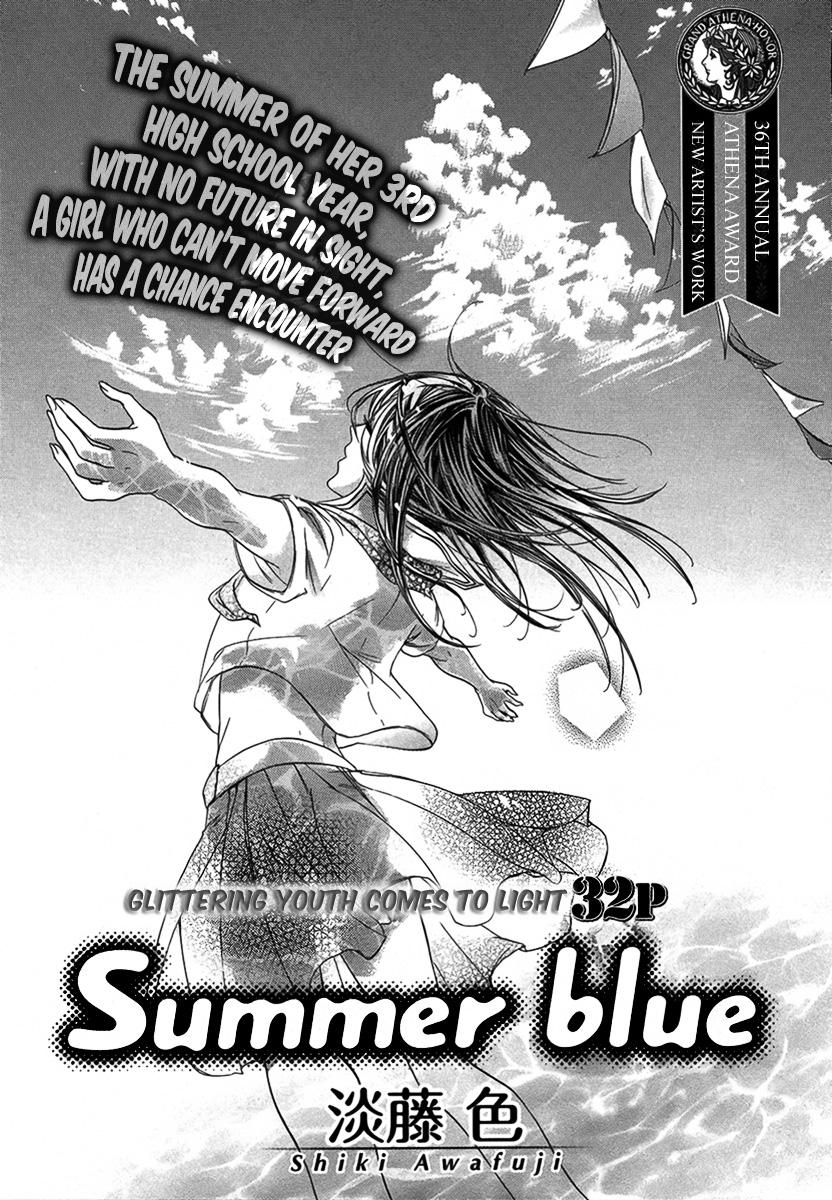 GRAND ATHENA·HONOR
36TH ANNUAL
ATHENA AWARD
NEW ARTIST'S WORK
THE SUMMER OF HER 3RD
HIGH SCHOOL YEAR,
WITH NO FUTURE IN SIGHT,
A GIRL WHO CAN'T MOVE FORWARD
HAS A CHANCE ENCOUNTER
GLITTERING YOUTH COMES TO LIGHT 32P
Summer blue
淡藤 色
Shiki Awafuji